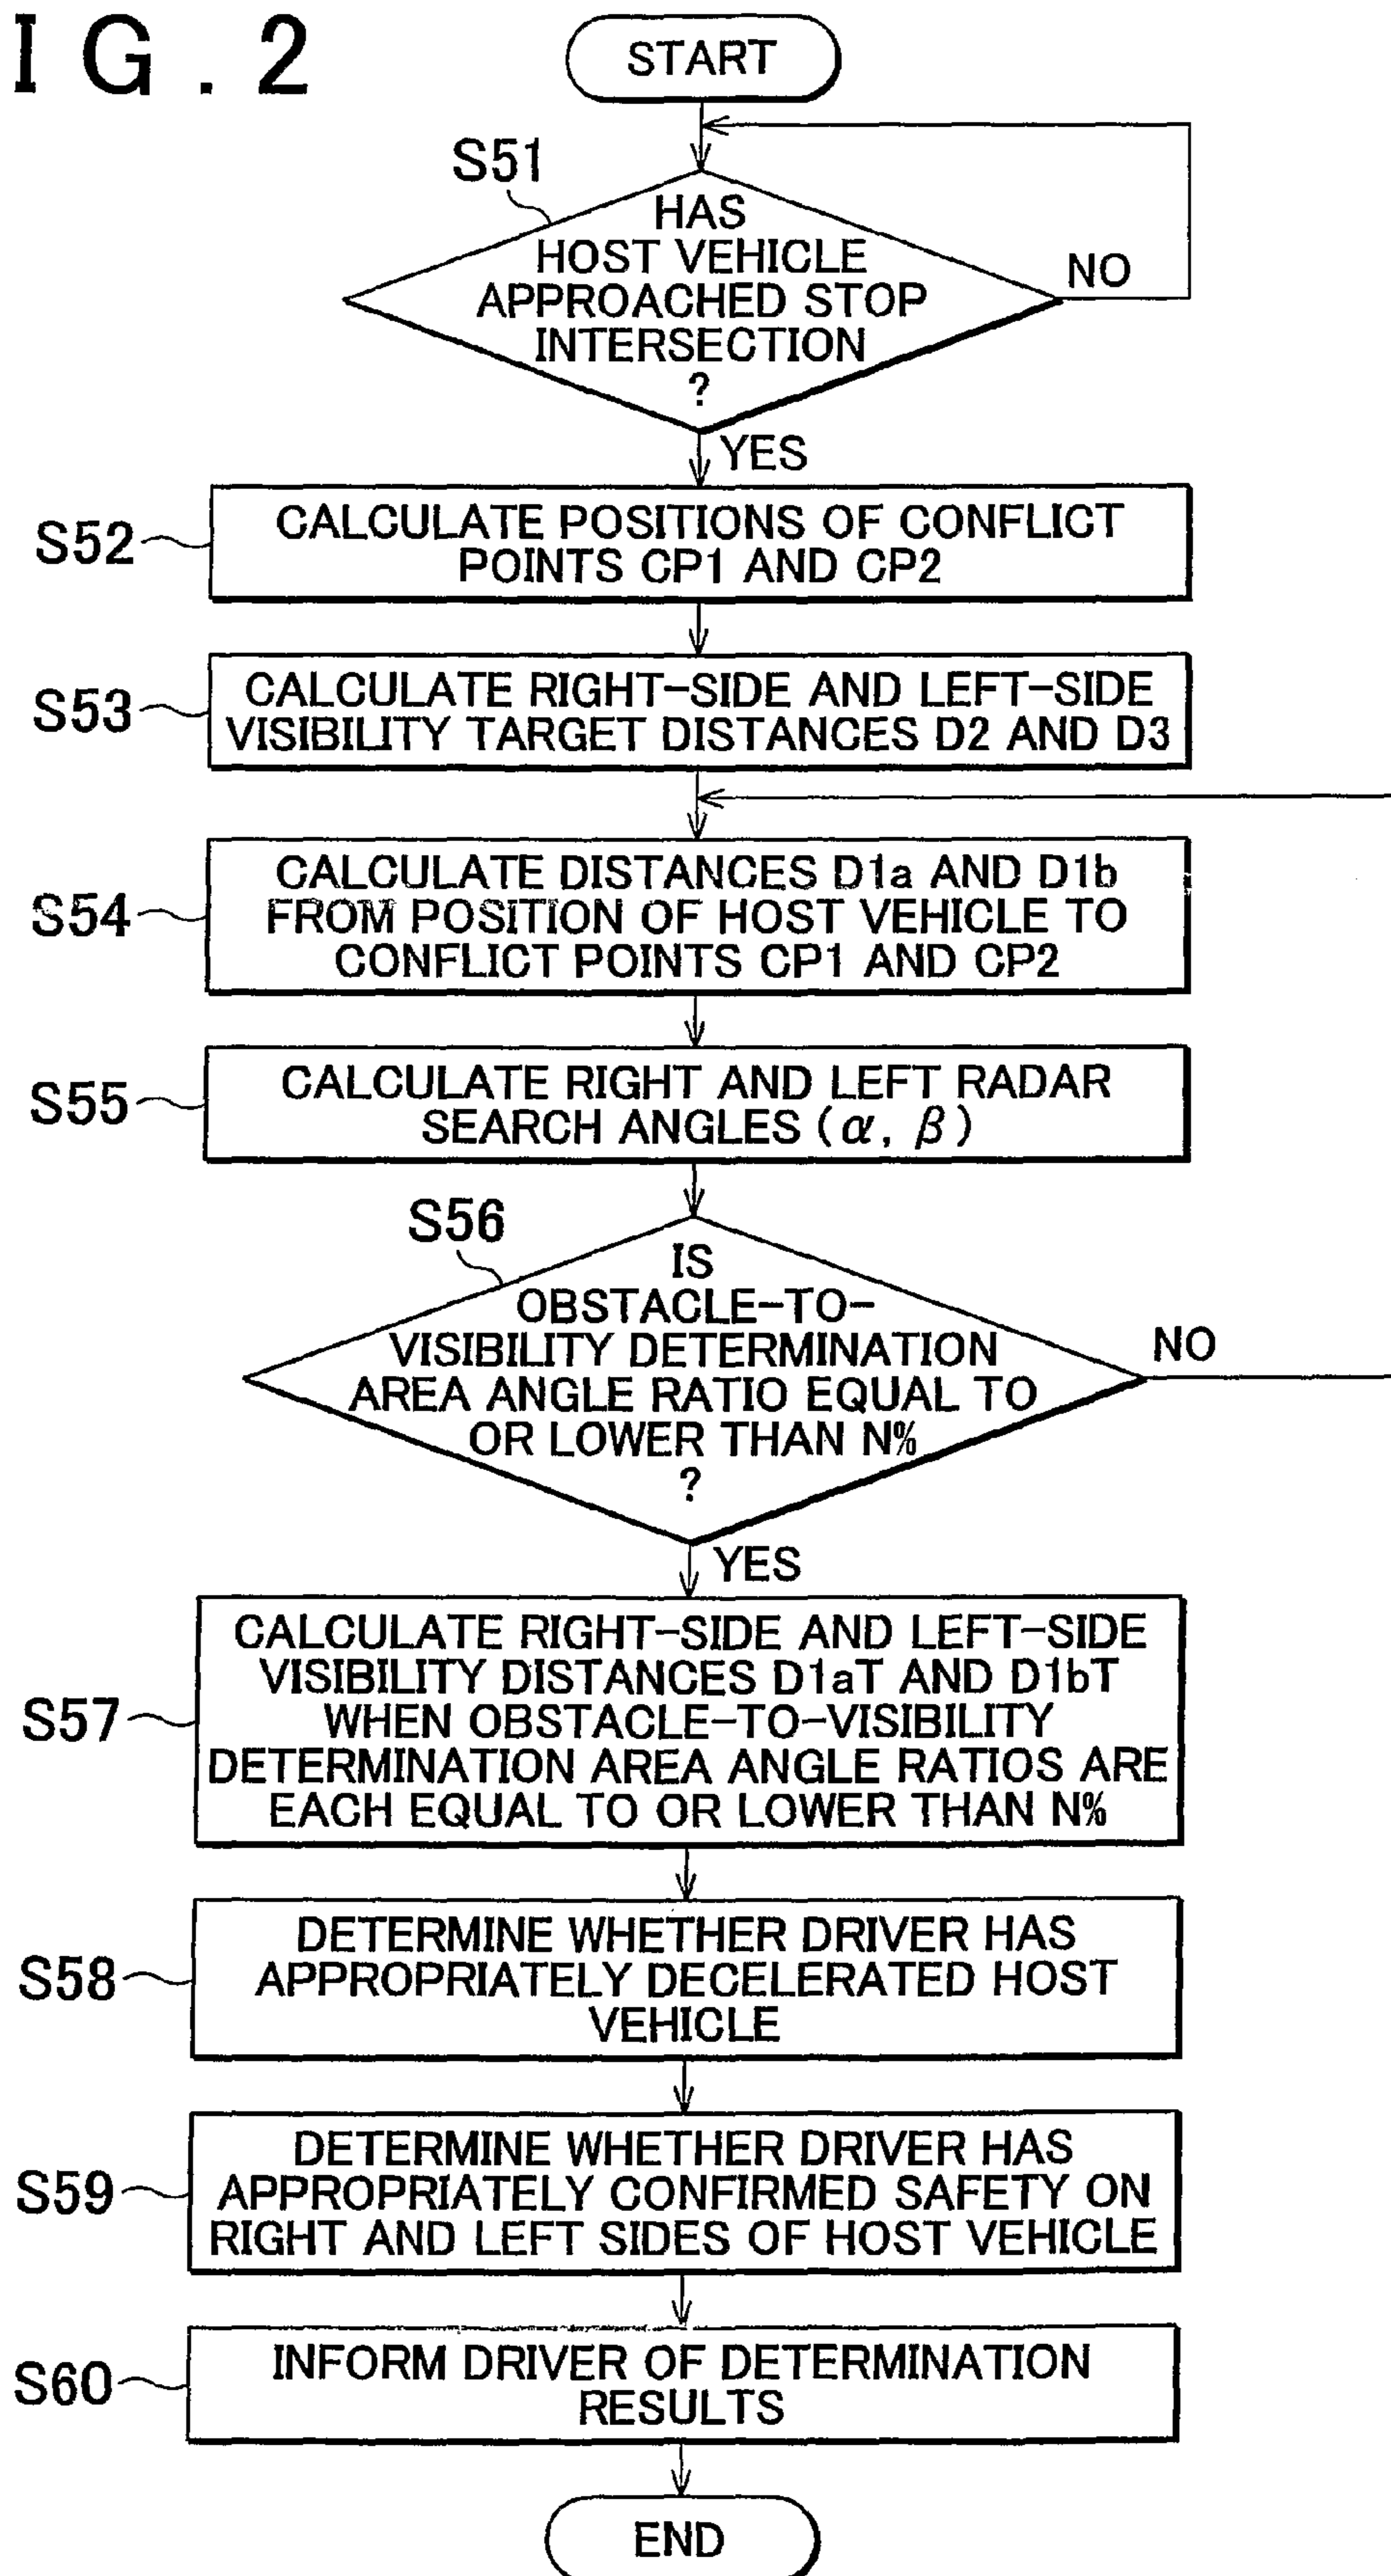 IG.2
START
S51
HAS
HOST VEHICLE
APPROACHED STOP
INTERSECTION
?
NO
YES
S52
CALCULATE POSITIONS OF CONFLICT
POINTS CP1 AND CP2
S53
CALCULATE RIGHT-SIDE AND LEFT-SIDE
VISIBILITY TARGET DISTANCES D2 AND D3
S54
CALCULATE DISTANCES D1a AND D1b
FROM POSITION OF HOST VEHICLE TO
CONFLICT POINTS CP1 AND CP2
S55
CALCULATE RIGHT AND LEFT RADAR
SEARCH ANGLES (α, β)
S56
IS
OBSTACLE-TO-
VISIBILITY DETERMINATION
AREA ANGLE RATIO EQUAL TO
OR LOWER THAN N%
?
NO
YES
S57
CALCULATE RIGHT-SIDE AND LEFT-SIDE
VISIBILITY DISTANCES D1aT AND D1bT
WHEN OBSTACLE-TO-VISIBILITY
DETERMINATION AREA ANGLE RATIOS ARE
EACH EQUAL TO OR LOWER THAN N%
S58
DETERMINE WHETHER DRIVER HAS
APPROPRIATELY DECELERATED HOST
VEHICLE
S59
DETERMINE WHETHER DRIVER HAS
APPROPRIATELY CONFIRMED SAFETY ON
RIGHT AND LEFT SIDES OF HOST VEHICLE
S60
INFORM DRIVER OF DETERMINATION
RESULTS
END